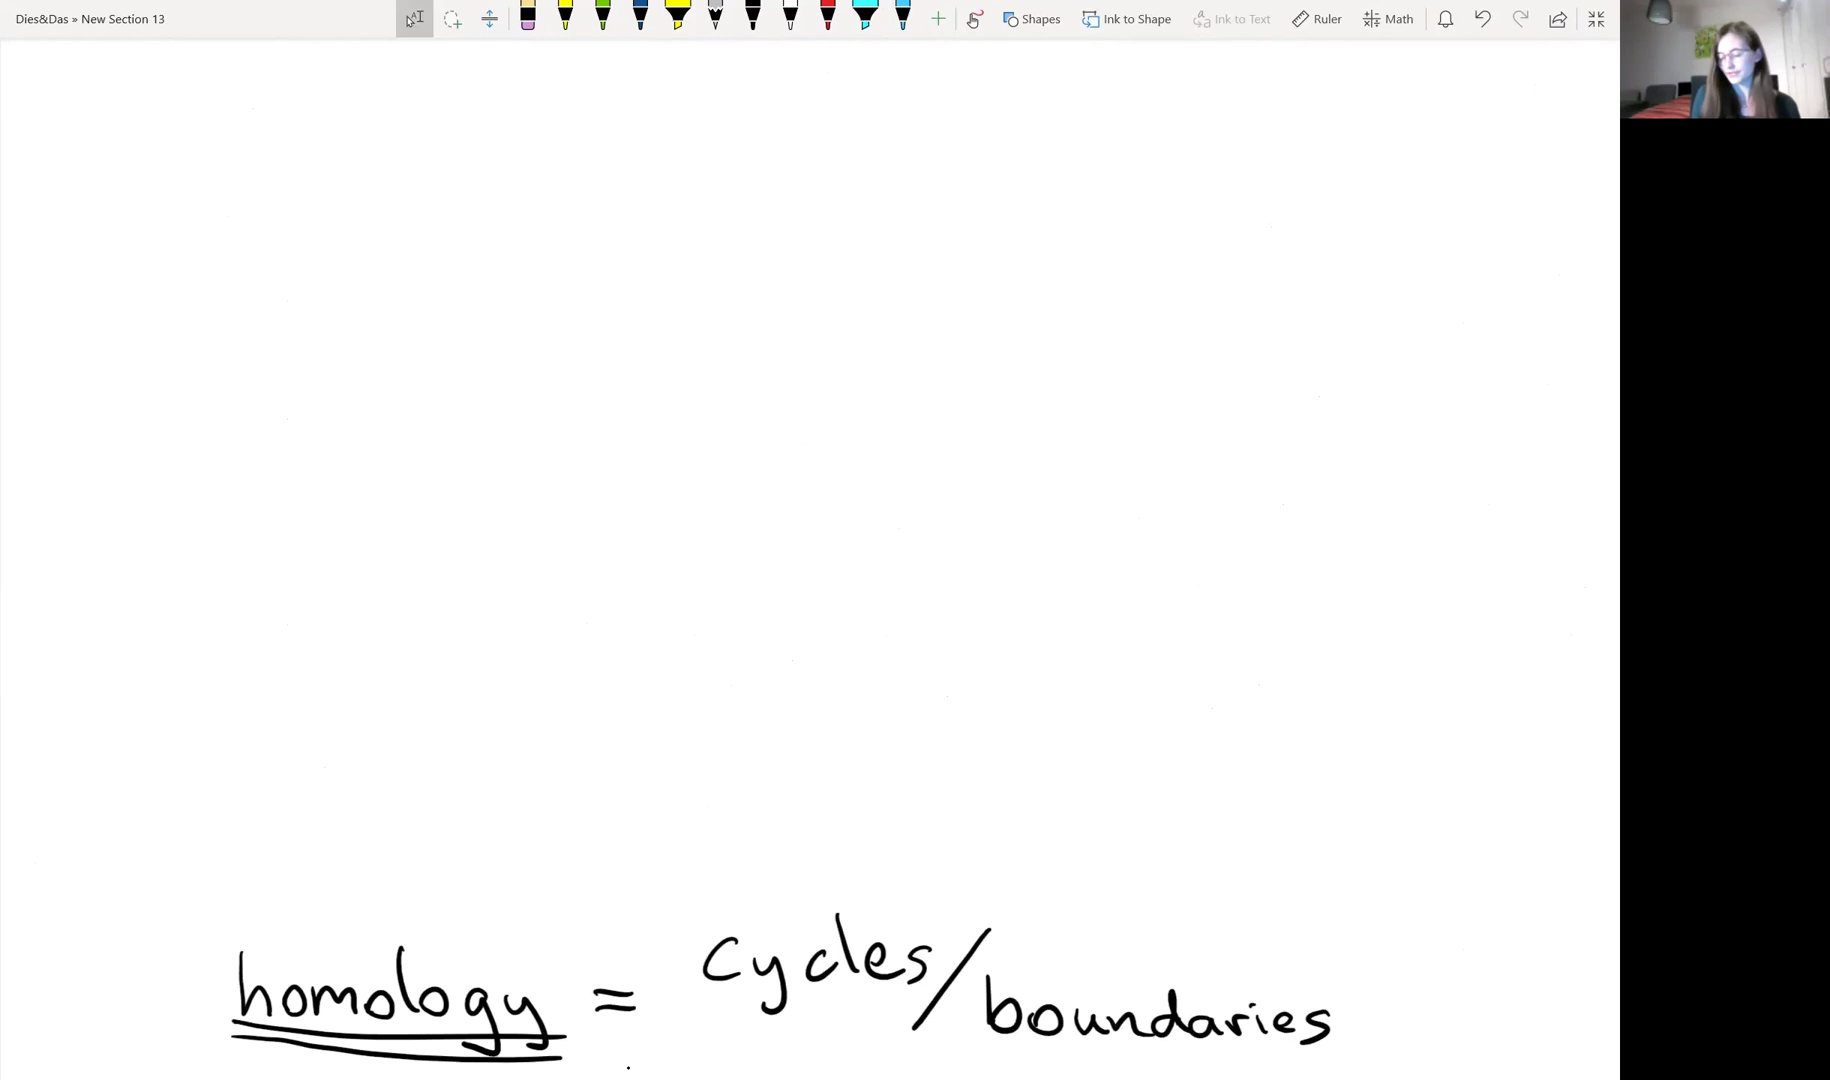 Dies&Das » New Section 13
Shapes Ink to Shape Ink to Text Ruler Math
homology = cycles/boundaries